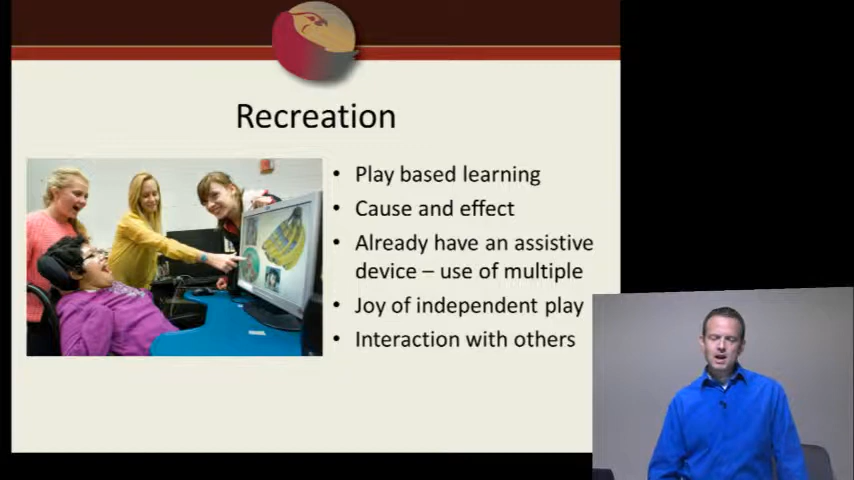 Recreation
• Play based learning
• Cause and effect
• Already have an assistive
device – use of multiple
• Joy of independent play
• Interaction with others